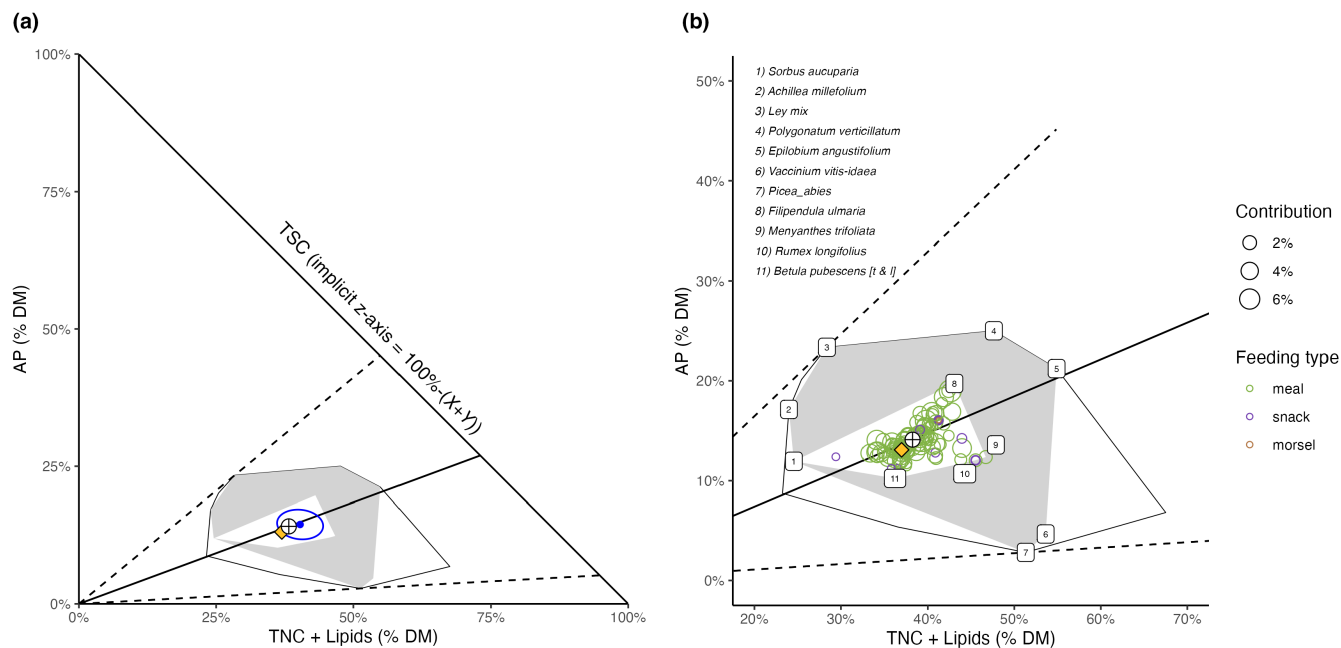 (a)
100%
75%
50%
25%
0%
AP (% DM)
TSC (implicit z-axis = 100%-(X+Y))
0%
25%
50%
75%
100%
TNC + Lipids (% DM)
(b)
50%
40%
30%
20%
10%
0%
AP (% DM)
1) Sorbus aucuparia
2) Achillea millefolium
3) Ley mix
4) Polygonatum verticillatum
5) Epilobium angustifolium
6) Vaccinium vitis-idaea
7) Picea_abies
8) Filipendula ulmaria
9) Menyanthes trifoliata
10) Rumex longifolius
11) Betula pubescens [t & l]
4
3
5
8
2
9
1
10
11
6
7
20%
30%
40%
50%
60%
70%
TNC + Lipids (% DM)
Contribution
2%
4%
6%
Feeding type
meal
snack
morsel